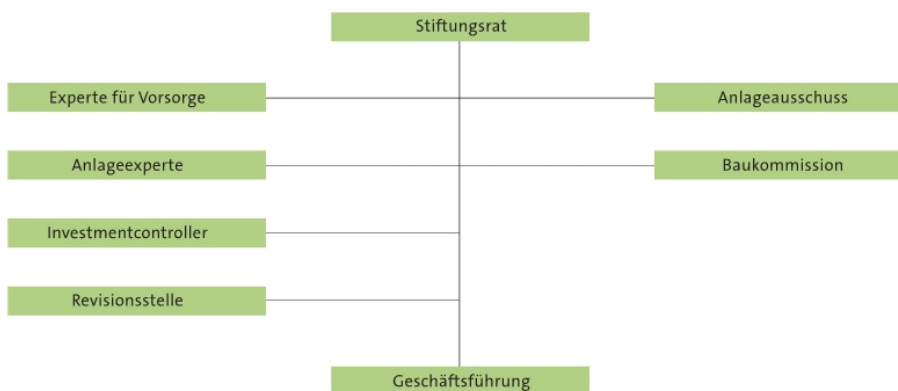 Stiftungsrat
Experte für Vorsorge
Anlageausschuss
Anlageexperte
Baukommission
Investmentcontroller
Revisionsstelle
Geschäftsführung